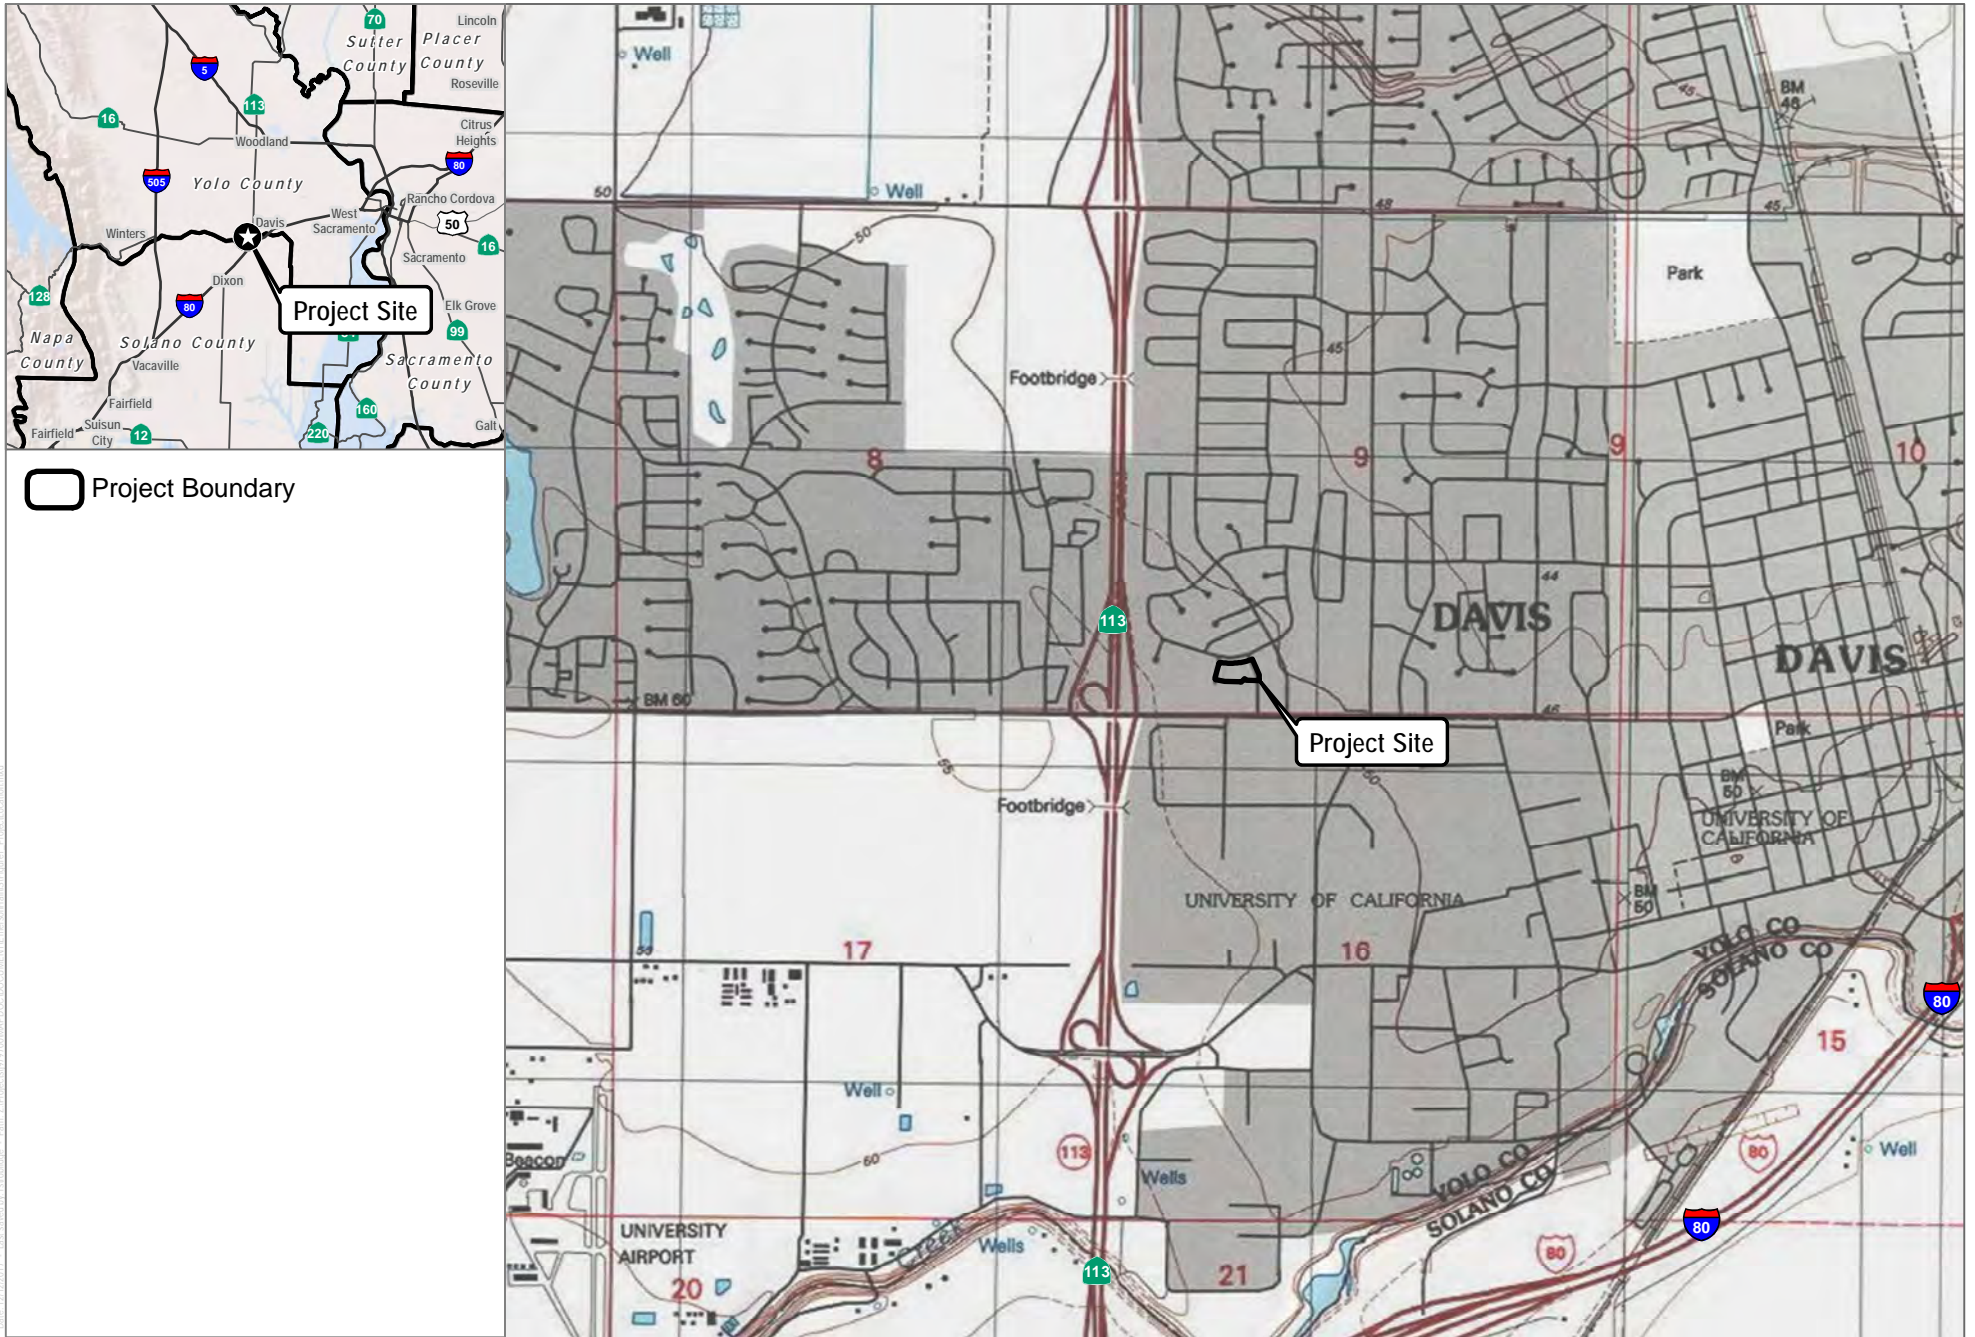 70
Lincoln
Sutter
County
Placer
County
5
Roseville
113
16
Citrus
Heights
Woodland
80
505
Yolo County
Rancho Cordova
West
Sacramento
50
Davis
Winters
16
Sacramento
Dixon
128
80
Project Site
Elk Grove
99
Napa
County
Solano County
Vacaville
Sacramento
County
Fairfield
160
Fairfield
Suisun
City
12
220
Galt
Project Boundary
Well
BM
46
45
50
Well
48
45
50
Park
Footbridge
45
8
9
9
10
44
113
DAVIS
DAVIS
BM 60
46
Project Site
Park
55
50
BM
50
Footbridge
UNIVERSITY OF
CALIFORNIA
BM
50
UNIVERSITY OF CALIFORNIA
17
16
YOLO CO
SOLANO CO
80
15
Well
60
113
80
Well
Beacon
Wells
YOLO CO
SOLANO CO
UNIVERSITY
AIRPORT
Creek
Wells
80
80
113
20
21